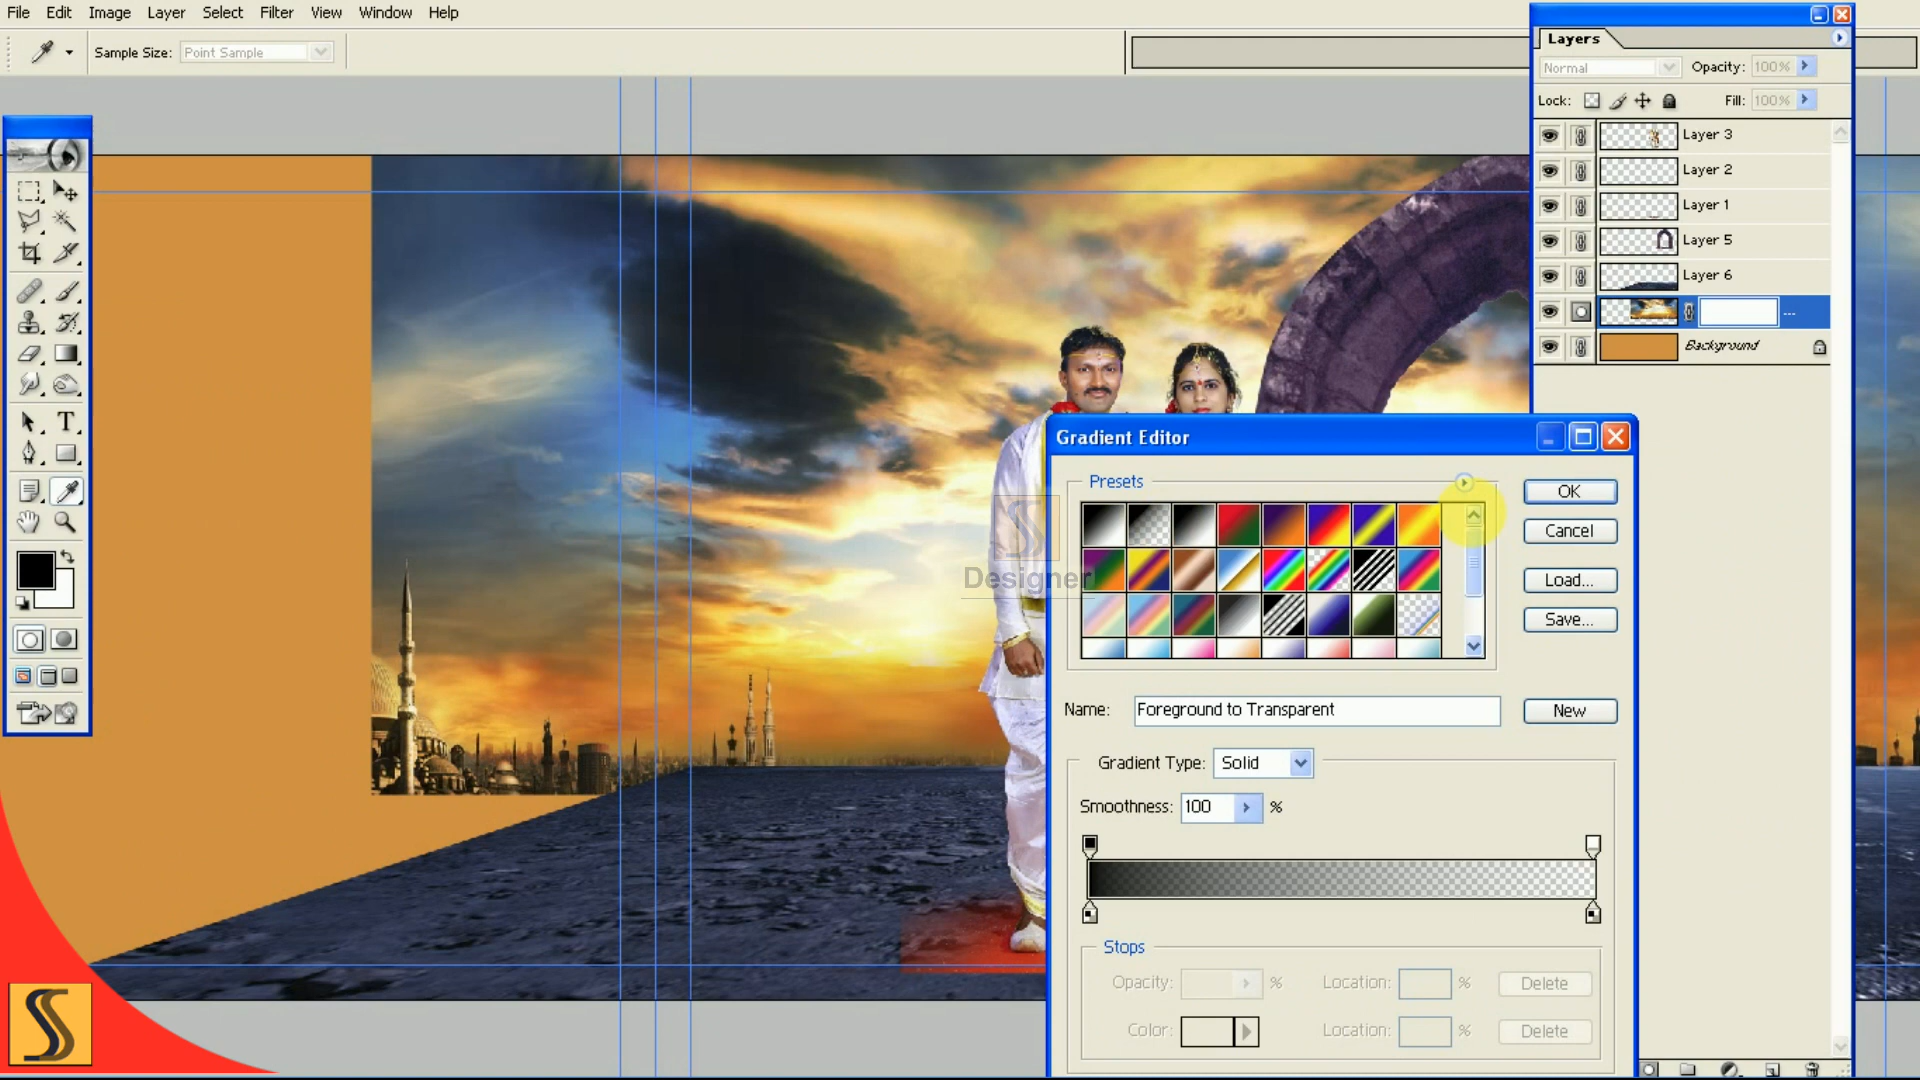 File Edit Image Layer Select Filter View Window Help
Sample Size: Point Sample
Layers
Normal Opacity: 100%
Lock: Fill: 100%
Layer 3
Layer 2
Layer 1
Layer 5
Layer 6
...
Background
T
Gradient Editor
Presets
OK
Cancel
Load...
Save...
Designer
Name: Foreground to Transparent New
Gradient Type: Solid
Smoothness: 100 %
Stops
Opacity: % Location: % Delete
Color: Location: % Delete